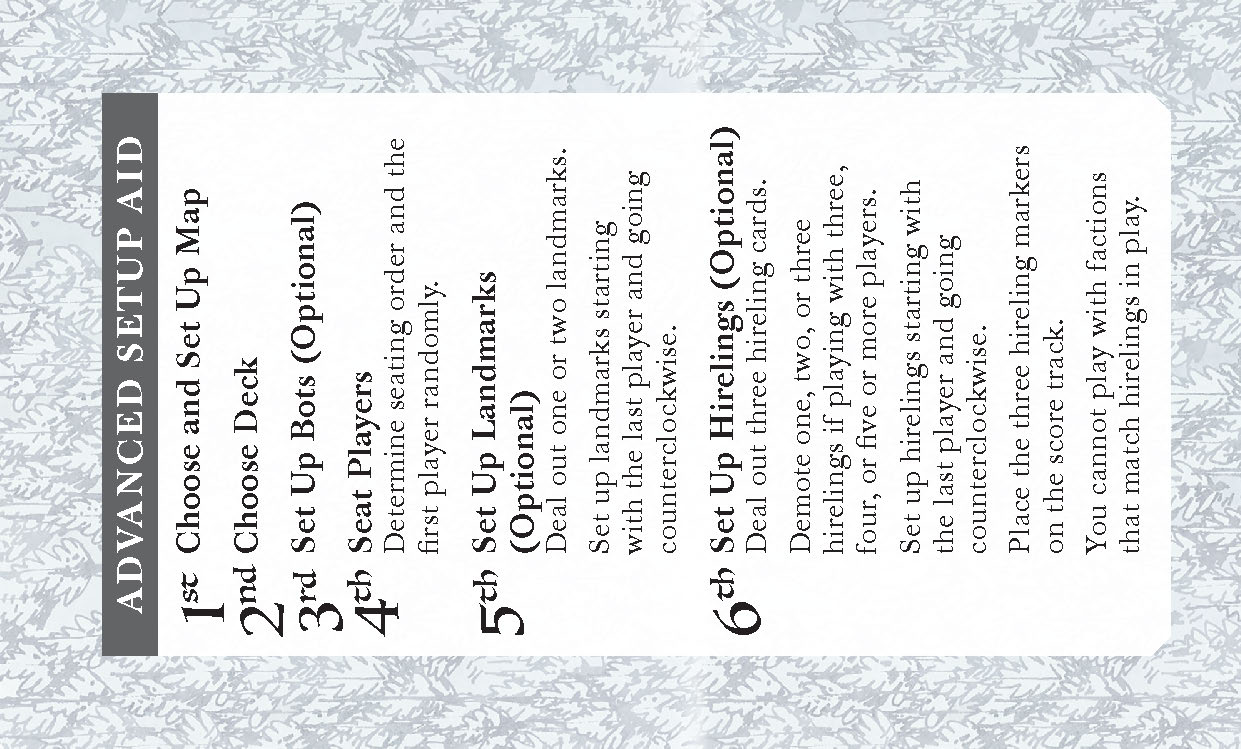 ADVANCED SETUP AID
1st Choose and Set Up Map
2nd Choose Deck
3rd Set Up Bots (Optional)
4th Seat Players
Determine seating order and the
first player randomly.
5th Set Up Landmarks
(Optional)
Deal out one or two landmarks.
Set up landmarks starting
with the last player and going
counterclockwise.
6th Set Up Hirelings (Optional)
Deal out three hireling cards.
Demote one, two, or three
hirelings if playing with three,
four, or five or more players.
Set up hirelings starting with
the last player and going
counterclockwise.
Place the three hireling markers
on the score track.
You cannot play with factions
that match hirelings in play.